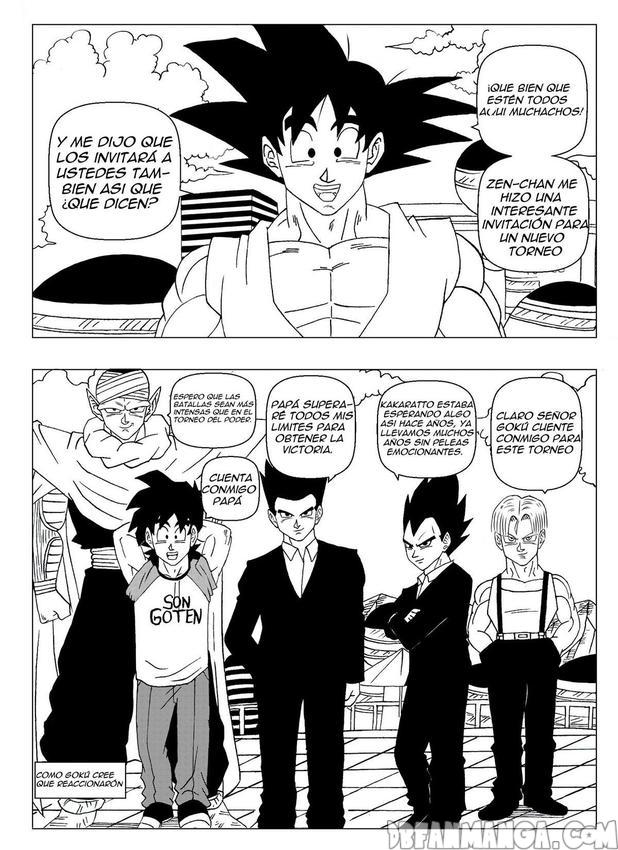 ¡QUE BIEN QUE
ESTÉN TODOS
AQUI MUCHACHOS!
ZEN-CHAN ME
HIZO UNA
INTERESANTE
INVITACIÓN PARA
UN NUEVO
TORNEO
Y ME DIJO QUE
LOS INVITARÁ A
USTEDES TAM-
BIEN ASI QUE
¿QUE DICEN?
ESPERO QUE LAS
BATALLAS SEAN MAS
INTENSAS QUE EN EL
TORNEO DEL PODER.
CUENTA
CONMIGO
PAPÁ
PAPÁ SUPERA-
RÉ TODOS MIS
LIMITES PARA
OBTENER LA
VICTORIA.
KAKARATTO ESTABA
ESPERANDO ALGO
ASI HACE AÑOS, YA
LLEVAMOS MUCHOS
AÑOS SIN PELEAS
EMOCIONANTES.
CLARO SEÑOR
GOKÚ CUENTE
CONMIGO PARA
ESTE TORNEO
SON
GOTEN
COMO GOKÚ CREE
QUE REACCIONARÓN
DBFANMANGA.COM